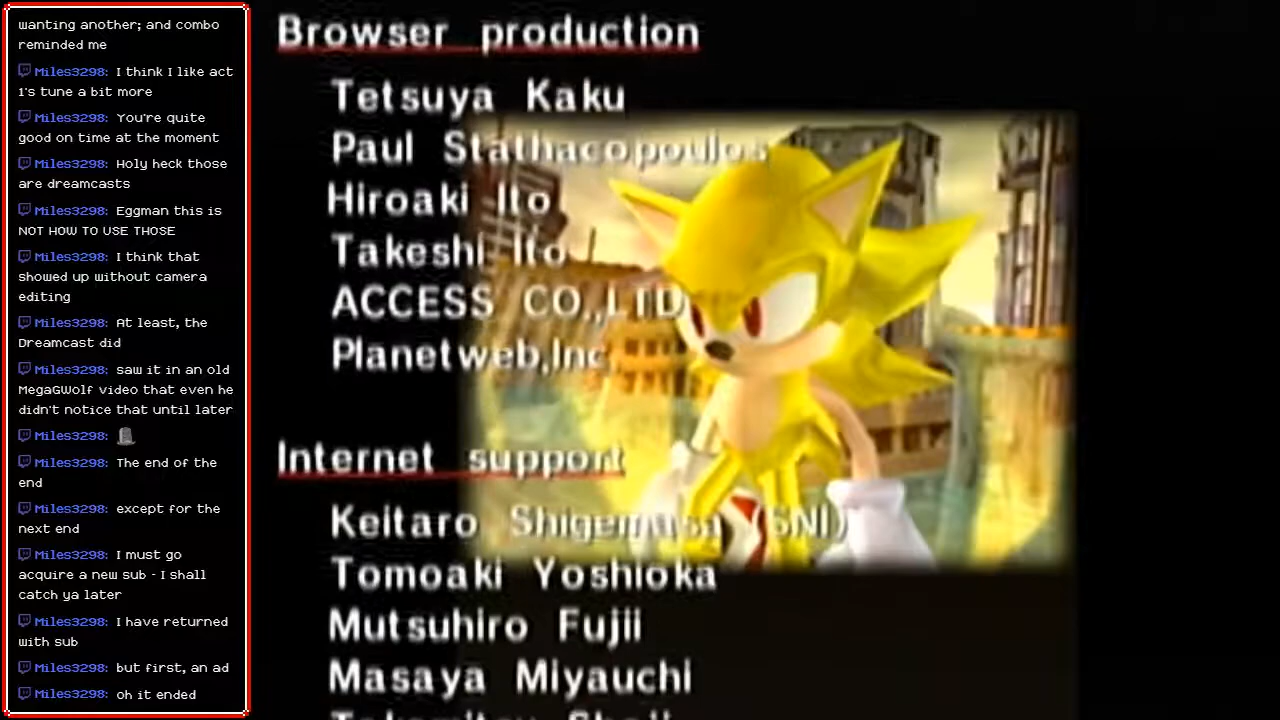 wanting another; and combo
reminded me
Miles3298: I think I like act
1's tune a bit more
Miles3298: You're quite
good on time at the moment
Miles3298: Holy heck those
are dreamcasts
Miles3298: Eggman this is
NOT HOW TO USE THOSE
Miles3298: I think that
showed up without camera
editing
Miles3298: At least, the
Dreamcast did
Miles3298: saw it in an old
MegaGWolf video that even he
didn't notice that until later
Miles3298:
Miles3298: The end of the
end
Miles3298: except for the
next end
Miles3298: I must go
acquire a new sub - I shall
catch ya later
Miles3298: I have returned
with sub
Miles3298: but first, an ad
Miles3298: oh it ended
Browser production
Tetsuya Kaku
Paul Stathacopoulos
Hiroaki Ito
Takeshi Ito
ACCESS CO.,LTD
Planetweb,Inc.
Internet support
Keitaro Shigemasa (SNI)
Tomoaki Yoshioka
Mutsuhiro Fujii
Masaya Miyauchi